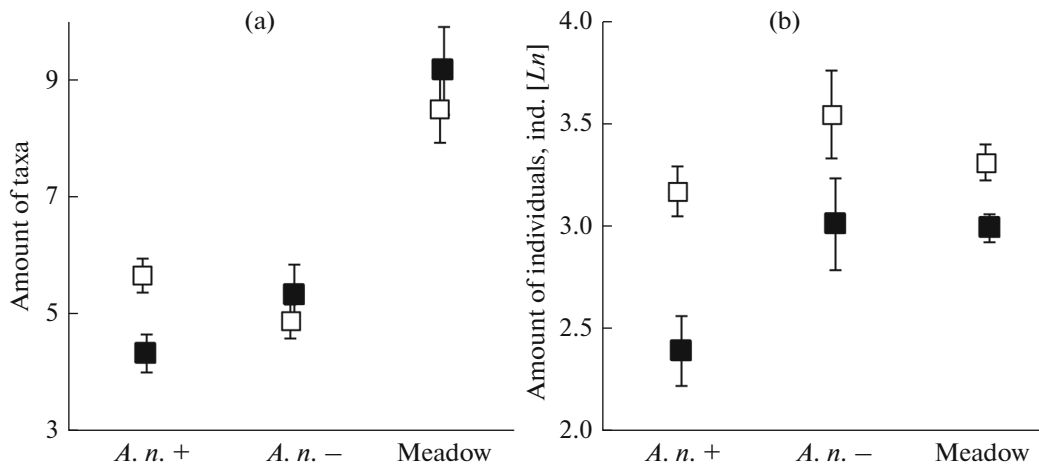 (a)
Amount of taxa
9
7
5
3
A. n. +
A. n. −
Meadow
(b)
Amount of individuals, ind. [Ln]
4.0
3.5
3.0
2.5
2.0
A. n. +
A. n. −
Meadow